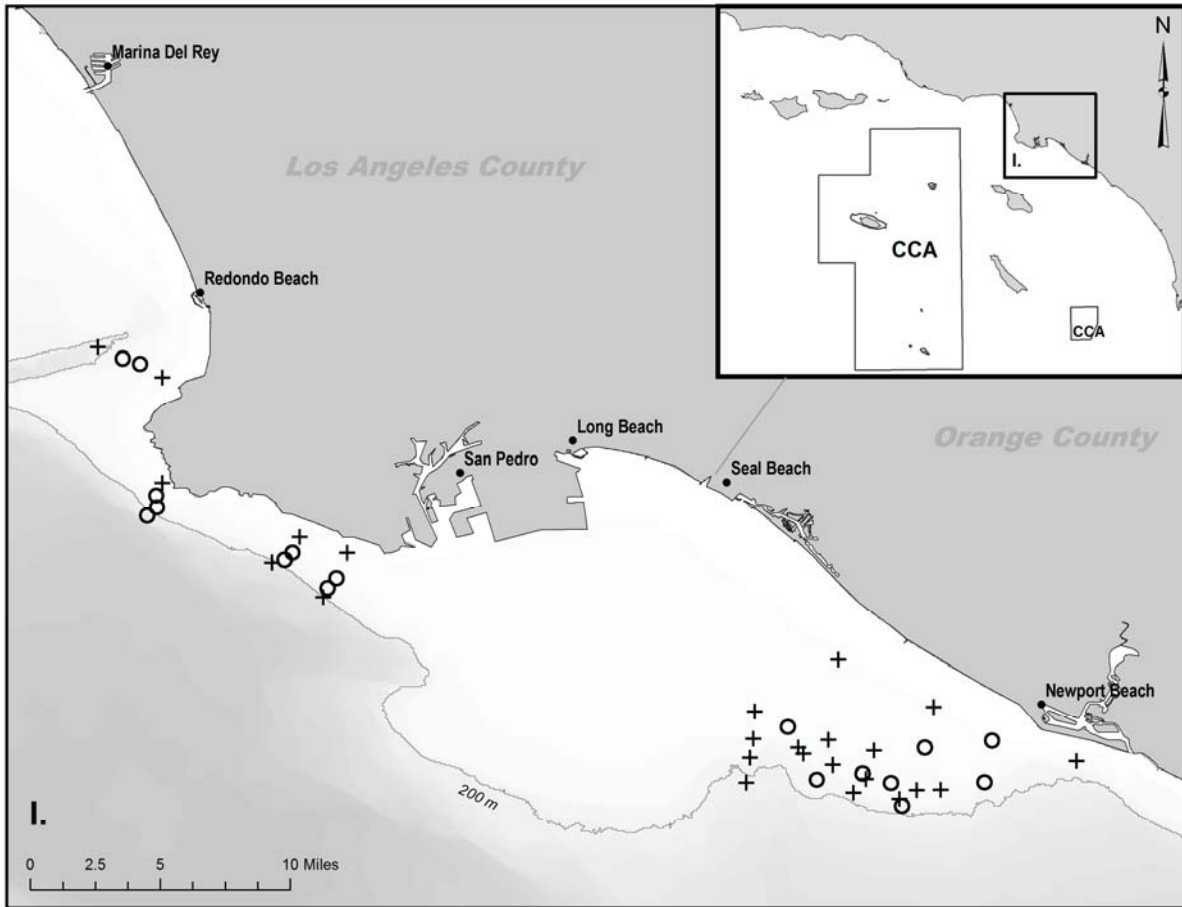 Marina Del Rey
N
Los Angeles County
I.
CCA
Redondo Beach
CCA
Long Beach
San Pedro
Orange County
Seal Beach
Newport Beach
200 m
I.
0 2.5 5 10 Miles